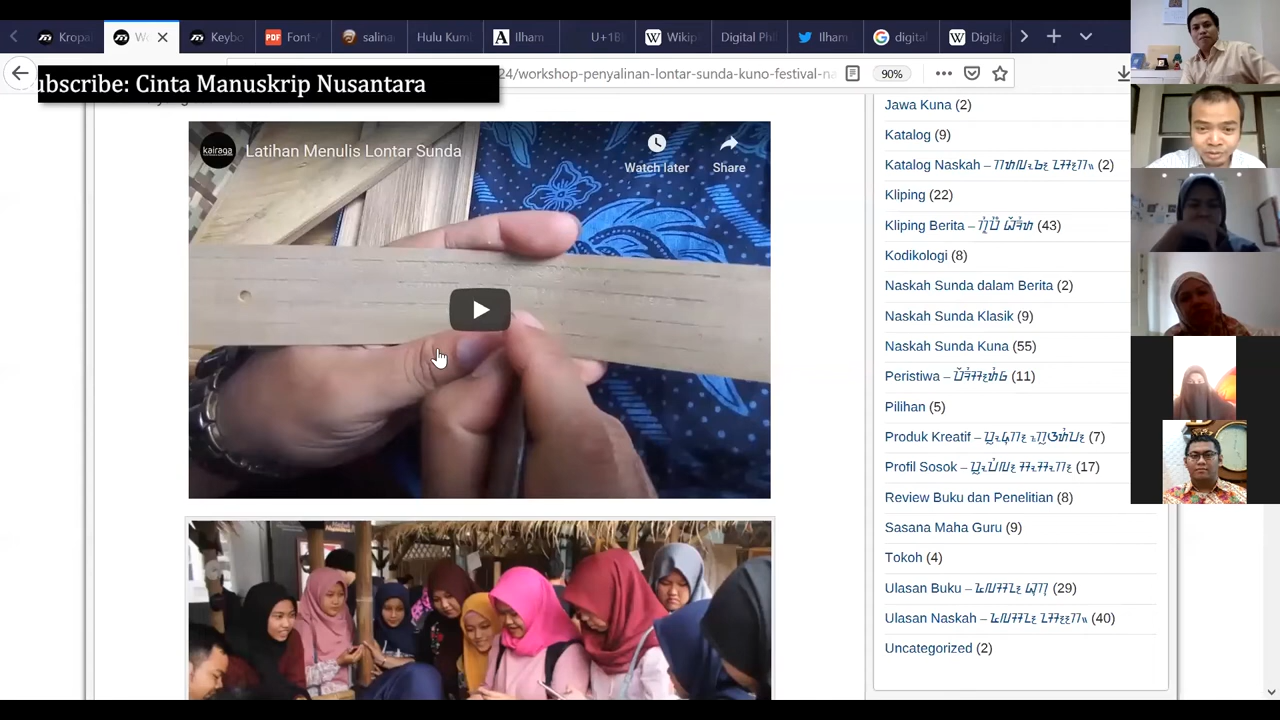 Kropa
Wo
Keybo
PDF
Font-A
salina
Hulu Kum
Ilham
U+1B
Wikip
Digital Phi
Ilham
digital
Digita
ubscribe: Cinta Manuskrip Nusantara
24/workshop-penyalinan-lontar-sunda-kuno-festival-na
90%
kairaga
Latihan Menulis Lontar Sunda
Watch later
Share
Jawa Kuna (2)
Katalog (9)
Katalog Naskah – (2)
Kliping (22)
Kliping Berita – (43)
Kodikologi (8)
Naskah Sunda dalam Berita (2)
Naskah Sunda Klasik (9)
Naskah Sunda Kuna (55)
Peristiwa – (11)
Pilihan (5)
Produk Kreatif – (7)
Profil Sosok – (17)
Review Buku dan Penelitian (8)
Sasana Maha Guru (9)
Tokoh (4)
Ulasan Buku – (29)
Ulasan Naskah – (40)
Uncategorized (2)